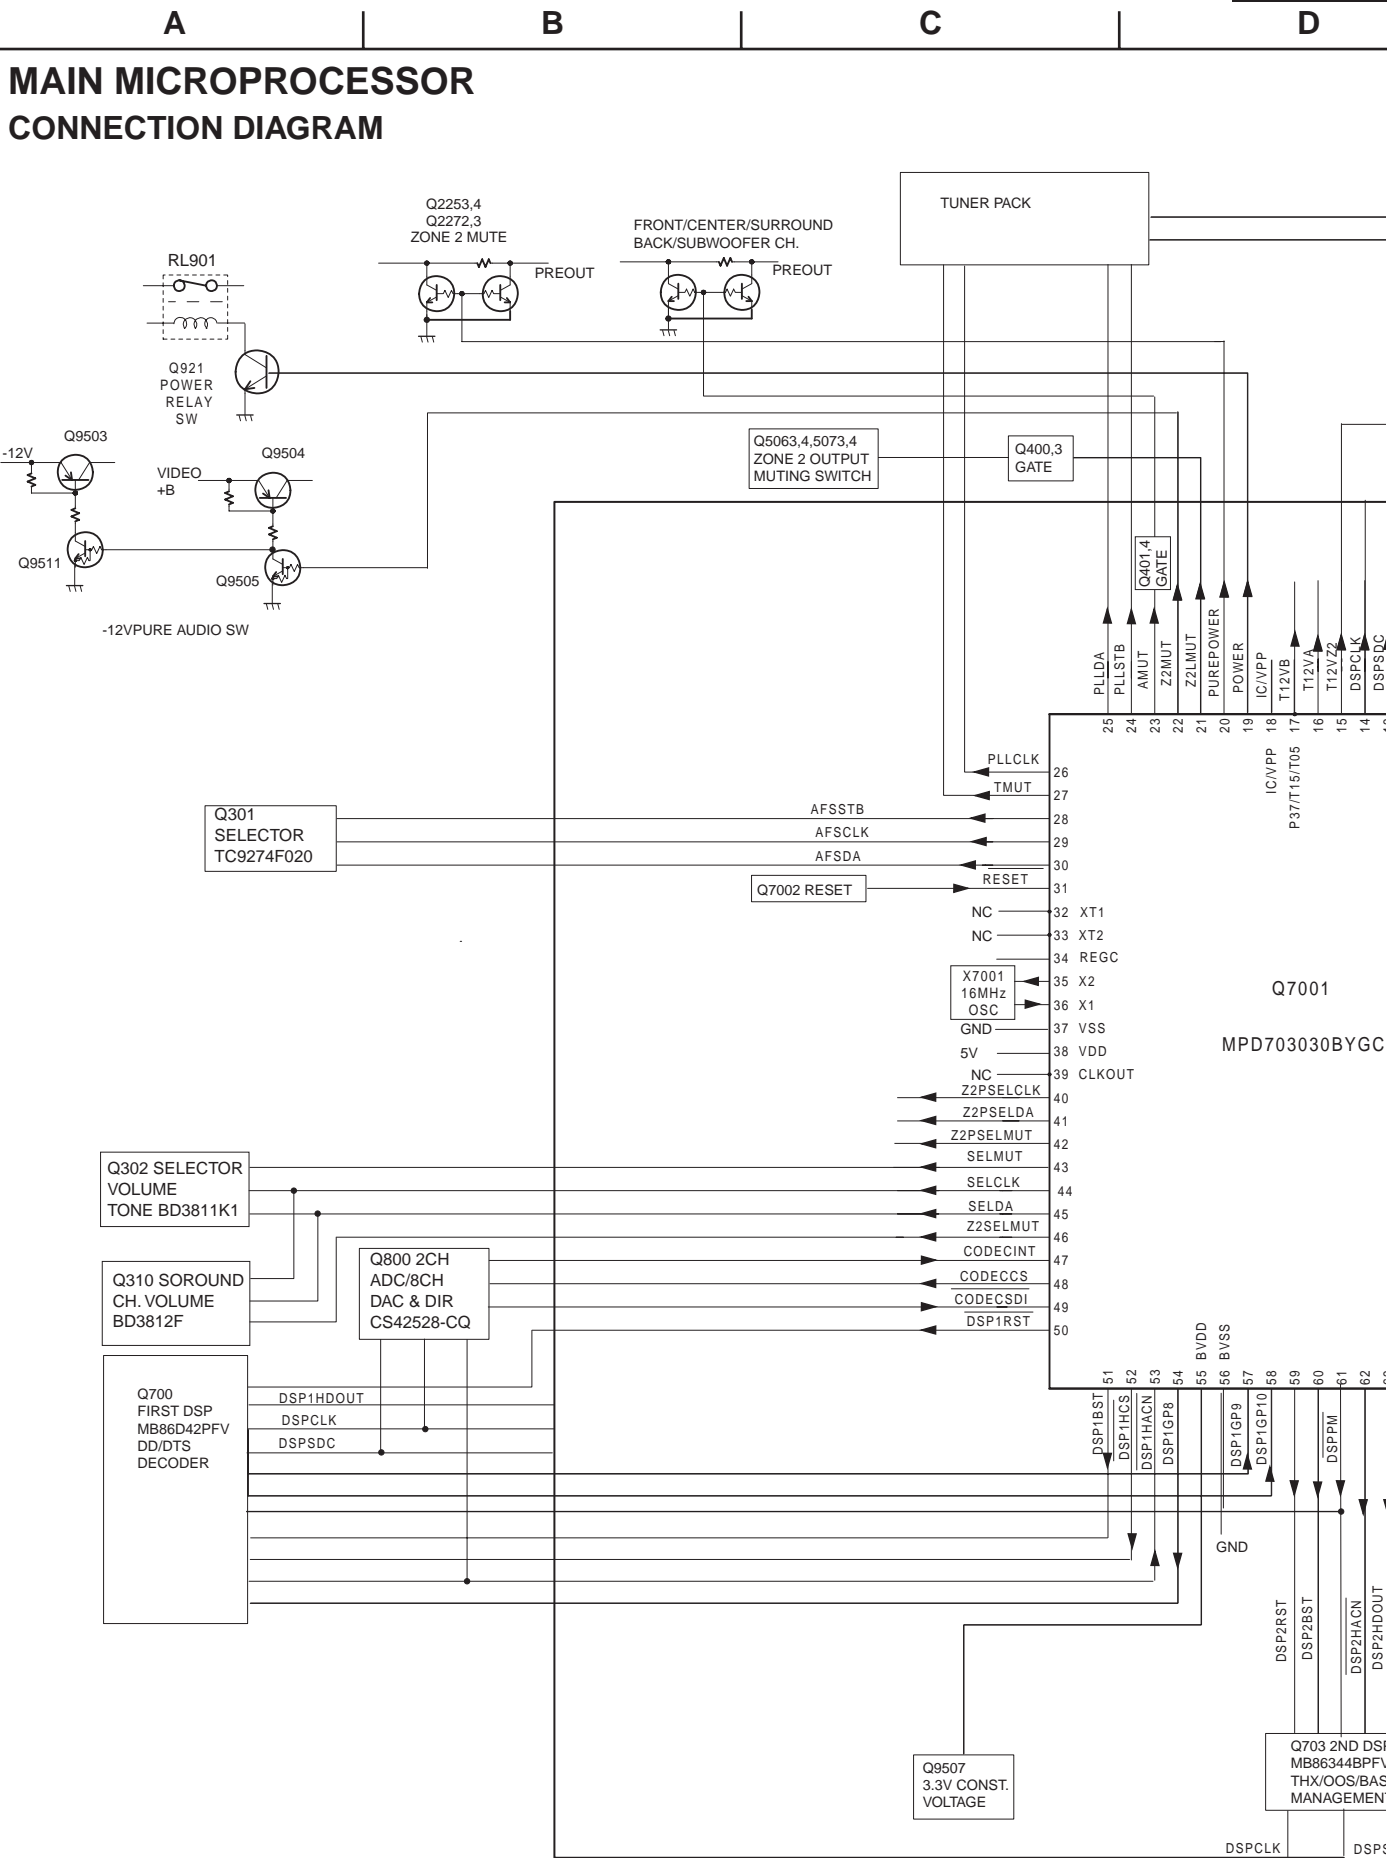 A B C D
MAIN MICROPROCESSOR
CONNECTION DIAGRAM
Q2253,4
Q2272,3
ZONE 2 MUTE
PREOUT
FRONT/CENTER/SURROUND
BACK/SUBWOOFER CH.
PREOUT
TUNER PACK
RL901
Q921
POWER
RELAY
SW
Q9503
-12V
Q9504
VIDEO
+B
Q9511
Q9505
-12VPURE AUDIO SW
Q5063,4,5073,4
ZONE 2 OUTPUT
MUTING SWITCH
Q400,3
GATE
Q401,4
GATE
PLLDA
PLLSTB
AMUT
Z2MUT
Z2LMUT
PUREPOWER
POWER
IC/VPP
T12VB
T12VA
T12VZ2
DSPCLK
DSPSDC
25 24 23 22 21 20 19 18 17 16 15 14
IC/VPP
P37/T15/T05
PLLCLK 26
TMUT 27
AFSSTB 28
AFSCLK 29
AFSDA 30
RESET 31
Q301
SELECTOR
TC9274F020
Q7002 RESET
NC 32 XT1
NC 33 XT2
34 REGC
X7001
16MHz
OSC
35 X2
36 X1
GND 37 VSS
5V 38 VDD
NC 39 CLKOUT
Q7001
MPD703030BYGC
Z2PSELCLK 40
Z2PSELDA 41
Z2PSELMUT 42
SELMUT 43
SELCLK 44
SELDA 45
Z2SELMUT 46
CODECINT 47
CODECCS 48
CODECSDI 49
DSP1RST 50
Q302 SELECTOR
VOLUME
TONE BD3811K1
Q310 SOROUND
CH. VOLUME
BD3812F
Q800 2CH
ADC/8CH
DAC & DIR
CS42528-CQ
Q700
FIRST DSP
MB86D42PFV
DD/DTS
DECODER
DSP1HDOUT
DSPCLK
DSPSDC
BVDD
BVSS
51 52 53 54 55 56 57 58 59 60 61 62
DSP1BST
DSP1HCS
DSP1HACN
DSP1GP8
DSP1GP9
DSP1GP10
DSPPM
GND
DSP2RST
DSP2BST
DSP2HACN
DSP2HDOUT
Q9507
3.3V CONST.
VOLTAGE
Q703 2ND DSP
MB86344BPFV
THX/OOS/BAS
MANAGEMENT
DSPCLK
DSPS